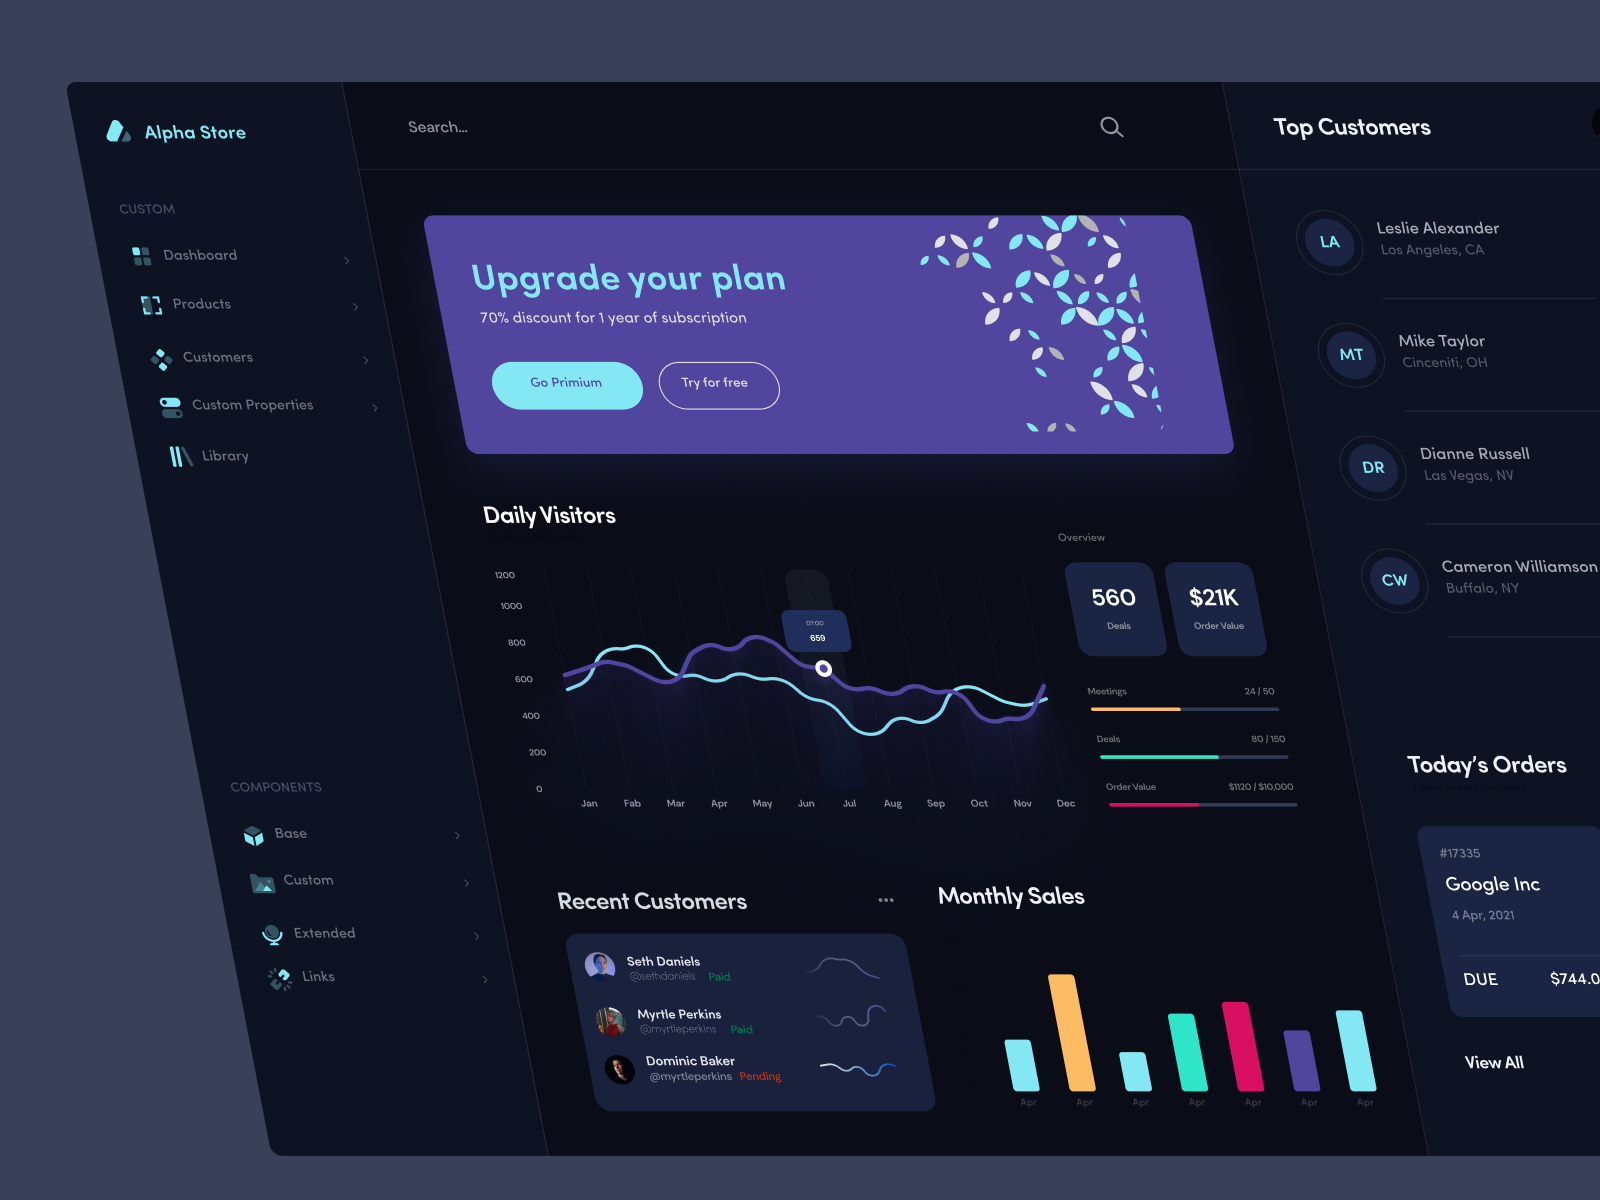 Alpha Store
CUSTOM
Dashboard
Products
Customers
Custom Properties
Library
COMPONENTS
Base
Custom
Extended
Links
Search...
Upgrade your plan
70% discount for 1 year of subscription
Go Primium
Try for free
Daily Visitors
1200
1000
800
600
400
200
0
07:00
659
Jan
Fab
Mar
Apr
May
Jun
Jul
Aug
Sep
Oct
Nov
Dec
Overview
560
Deals
$21K
Order Value
Meetings
24 / 50
Deals
80 / 150
Order Value
$1120 / $10,000
Recent Customers
Seth Daniels
@sethdaniels Paid
Myrtle Perkins
@myrtleperkins Paid
Dominic Baker
@myrtleperkins Pending
Monthly Sales
Apr
Apr
Apr
Apr
Apr
Apr
Apr
Top Customers
LA
Leslie Alexander
Los Angeles, CA
MT
Mike Taylor
Cinceniti, OH
DR
Dianne Russell
Las Vegas, NV
CW
Cameron Williamson
Buffalo, NY
Today's Orders
#17335
Google Inc
4 Apr, 2021
DUE
$744.0
View All